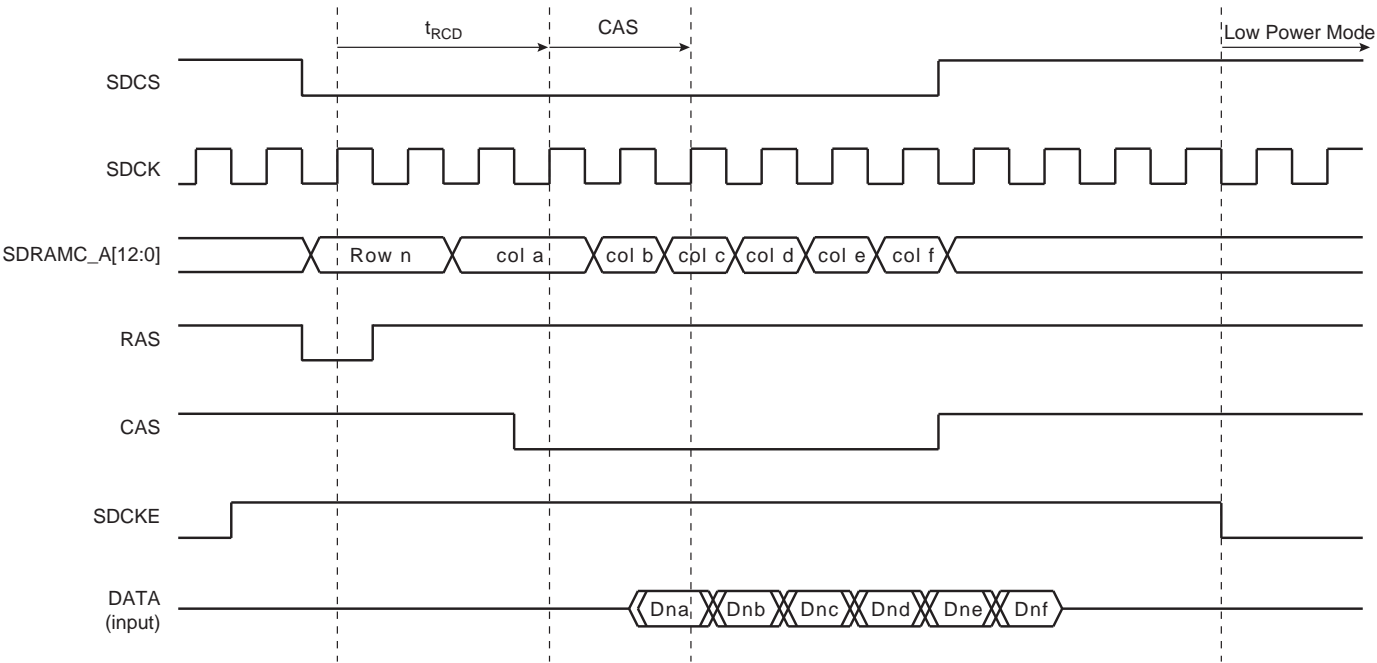 tRCD
CAS
Low Power Mode
SDCS
SDCK
SDRAMC_A[12:0]
Row n
col a
col b
col c
col d
col e
col f
RAS
CAS
SDCKE
DATA
(input)
Dna
Dnb
Dnc
Dnd
Dne
Dnf